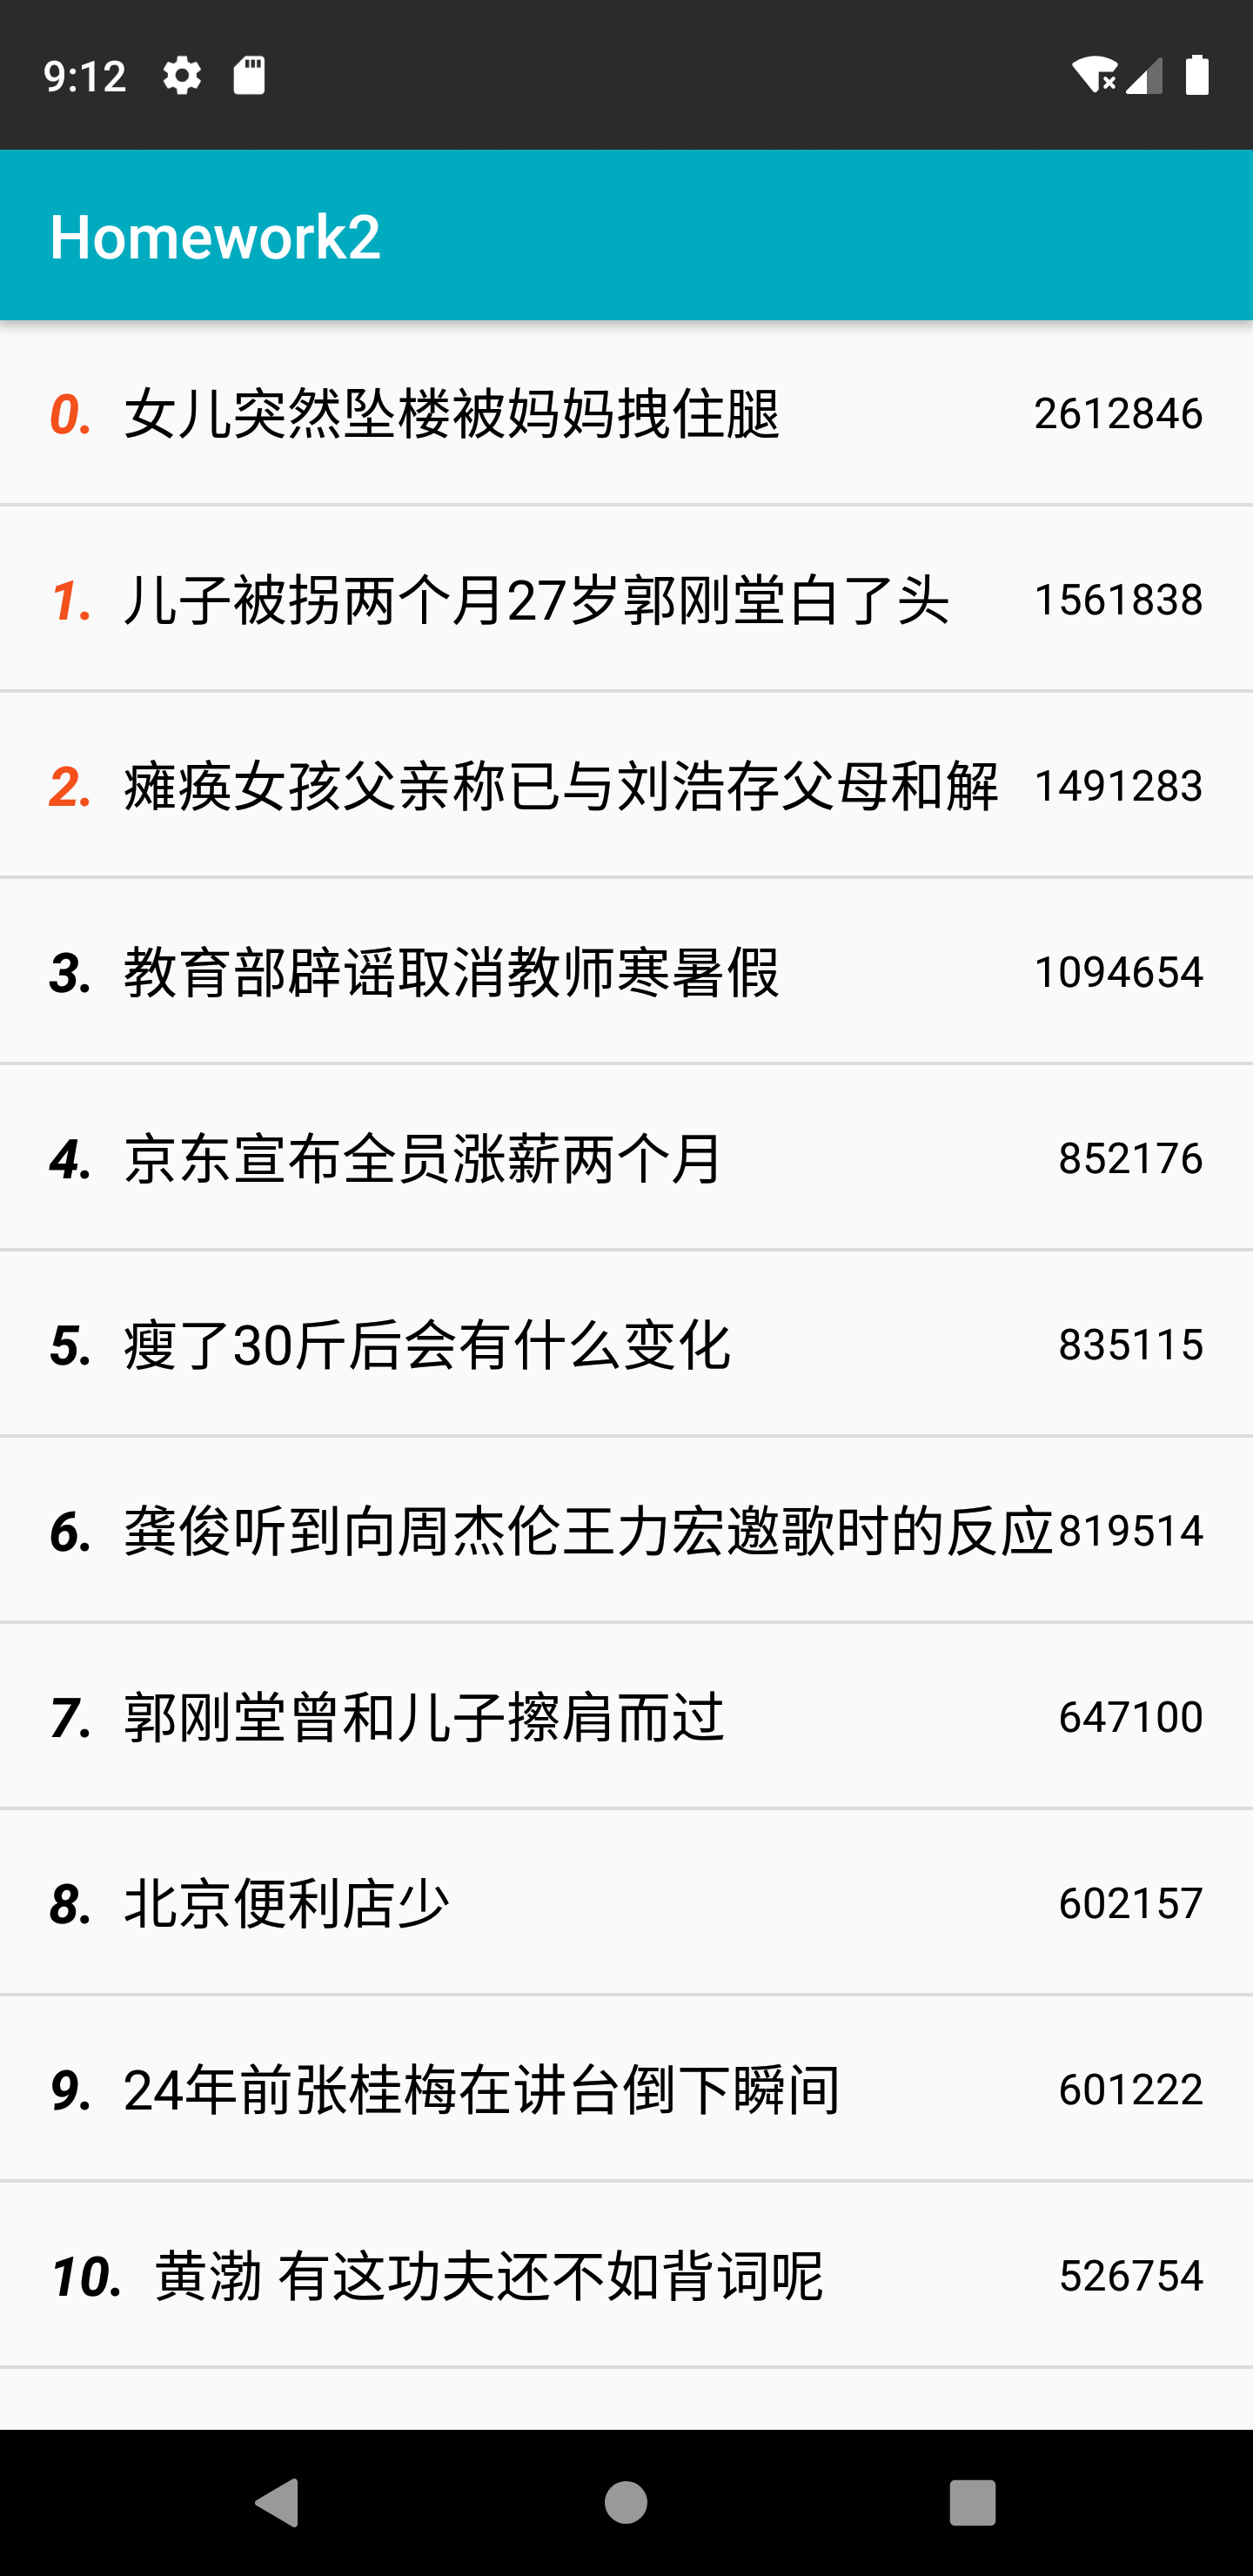 9:12
Homework2
0. 女儿突然坠楼被妈妈拽住腿 2612846
1. 儿子被拐两个月27岁郭刚堂白了头 1561838
2. 瘫痪女孩父亲称已与刘浩存父母和解 1491283
3. 教育部辟谣取消教师寒暑假 1094654
4. 京东宣布全员涨薪两个月 852176
5. 瘦了30斤后会有什么变化 835115
6. 龚俊听到向周杰伦王力宏邀歌时的反应 819514
7. 郭刚堂曾和儿子擦肩而过 647100
8. 北京便利店少 602157
9. 24年前张桂梅在讲台倒下瞬间 601222
10. 黄渤 有这功夫还不如背词呢 526754